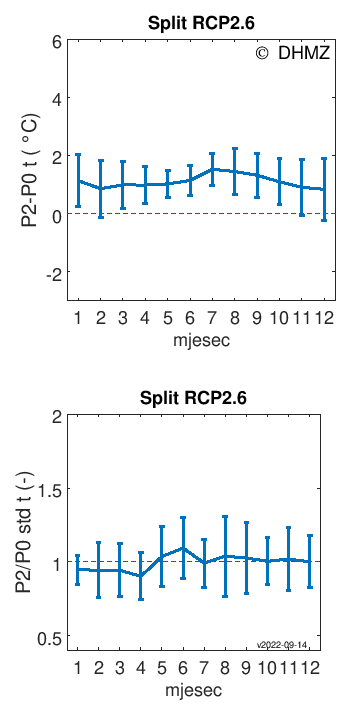 Split RCP2.6
© DHMZ
P2-P0 t ( °C)
6
4
2
0
-2
1 2 3 4 5 6 7 8 9 10 11 12
mjesec
Split RCP2.6
P2/P0 std t (-)
2
1.5
1
0.5
v2022-09-14
1 2 3 4 5 6 7 8 9 10 11 12
mjesec